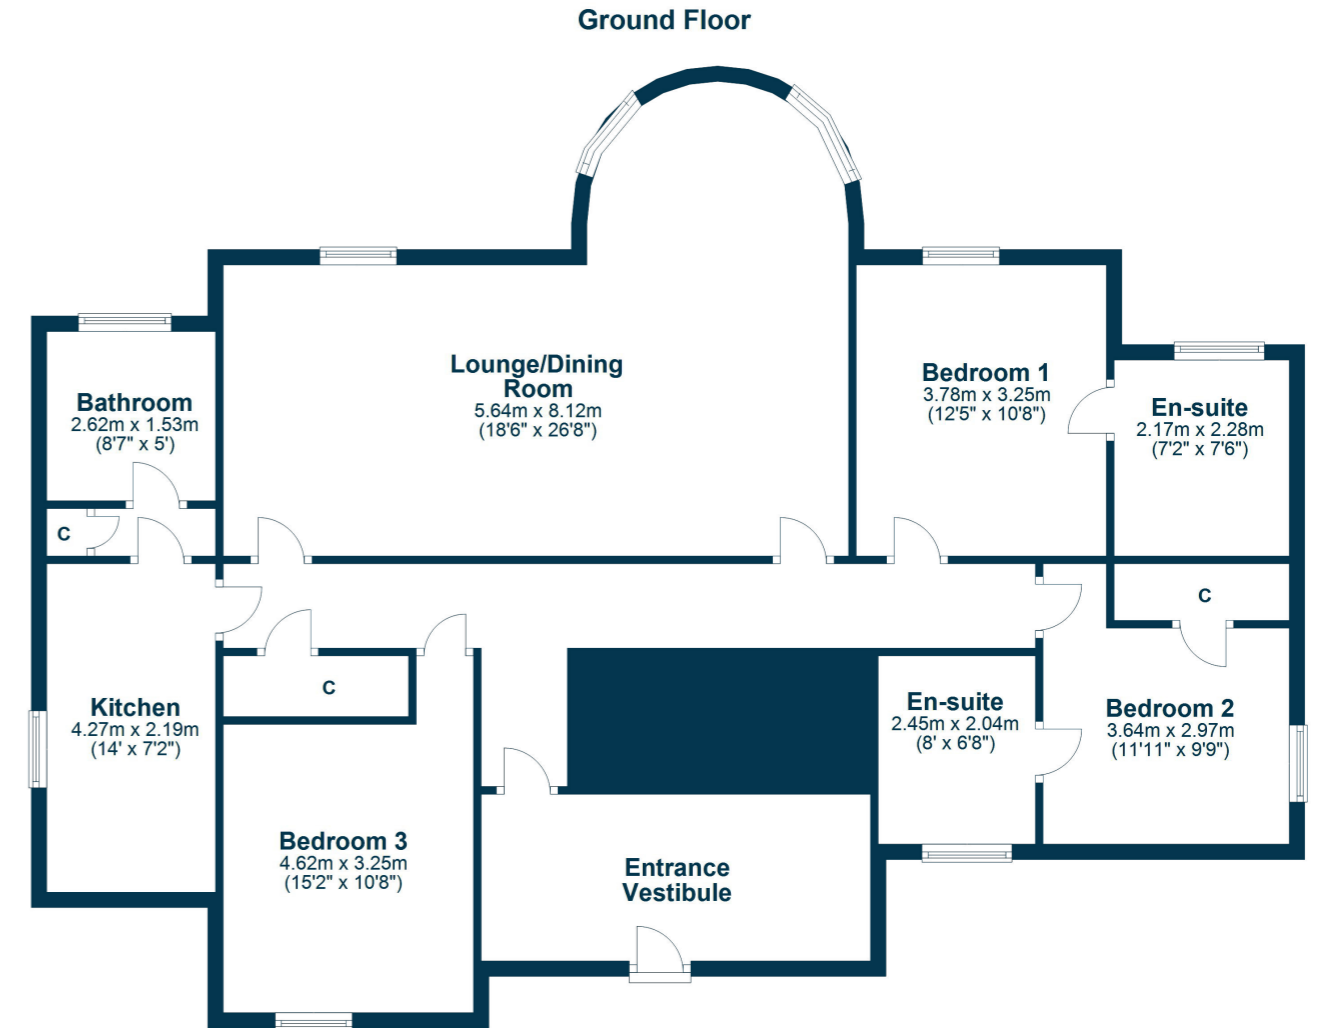 Ground Floor
Lounge/Dining
Room
5.64m x 8.12m
(18'6" x 26'8")
Bedroom 1
3.78m x 3.25m
(12'5" x 10'8")
Bathroom
2.62m x 1.53m
(8'7" x 5')
En-suite
2.17m x 2.28m
(7'2" x 7'6")
C
C
C
Kitchen
4.27m x 2.19m
(14' x 7'2")
En-suite
2.45m x 2.04m
(8' x 6'8")
Bedroom 2
3.64m x 2.97m
(11'11" x 9'9")
Bedroom 3
4.62m x 3.25m
(15'2" x 10'8")
Entrance
Vestibule